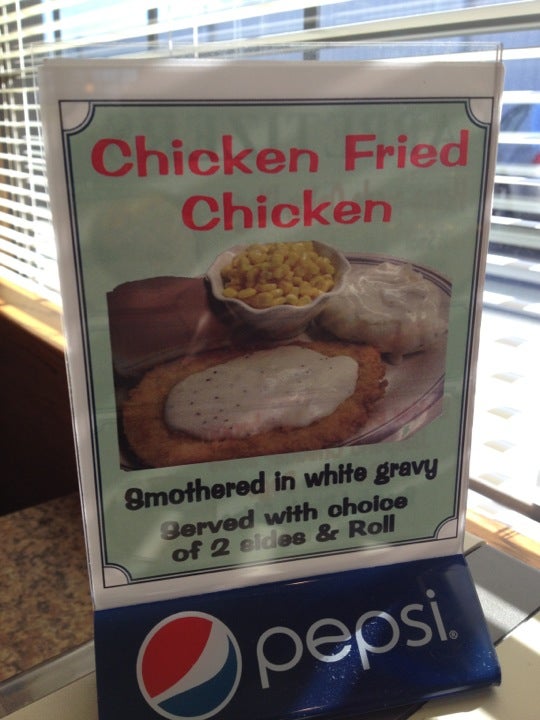 Chicken Fried
Chicken
Smothered in white gravy
Served with choice
of 2 sides & Roll
pepsi®